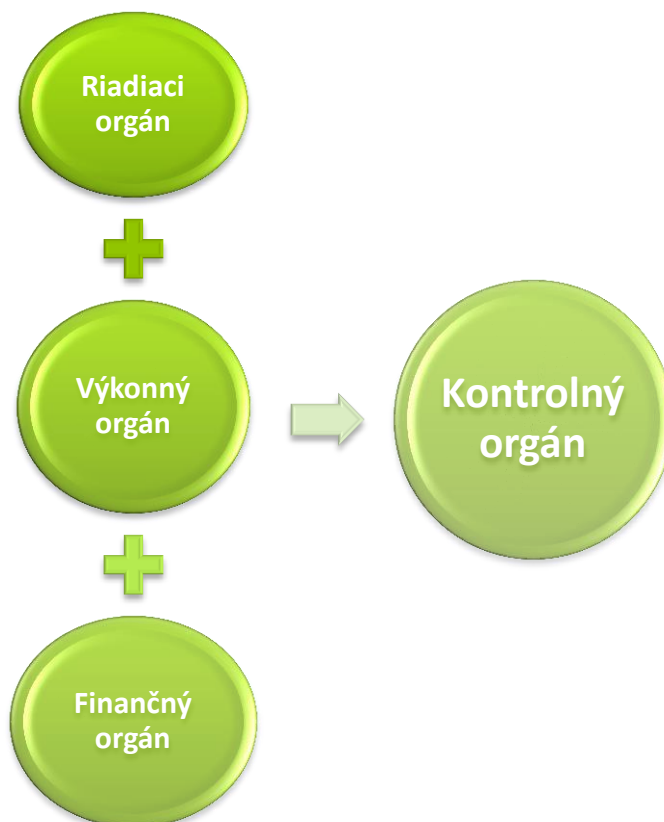 Riadiaci
orgán
Výkonný
orgán
Kontrolný
orgán
Finančný
orgán